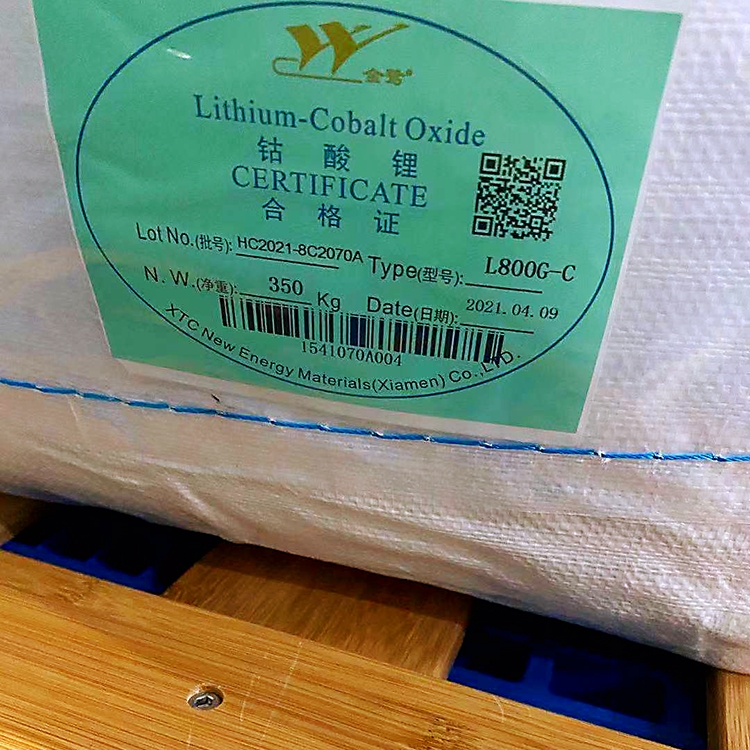 金鹭®
Lithium-Cobalt Oxide
钴酸锂
CERTIFICATE
合格证
Lot No.(批号): HC2021-8C2070A Type(型号): L800G-C
N.W.(净重): 350 Kg Date(日期): 2021.04.09
1541070A004
XTC New Energy Materials(Xiamen) Co.,LTD.